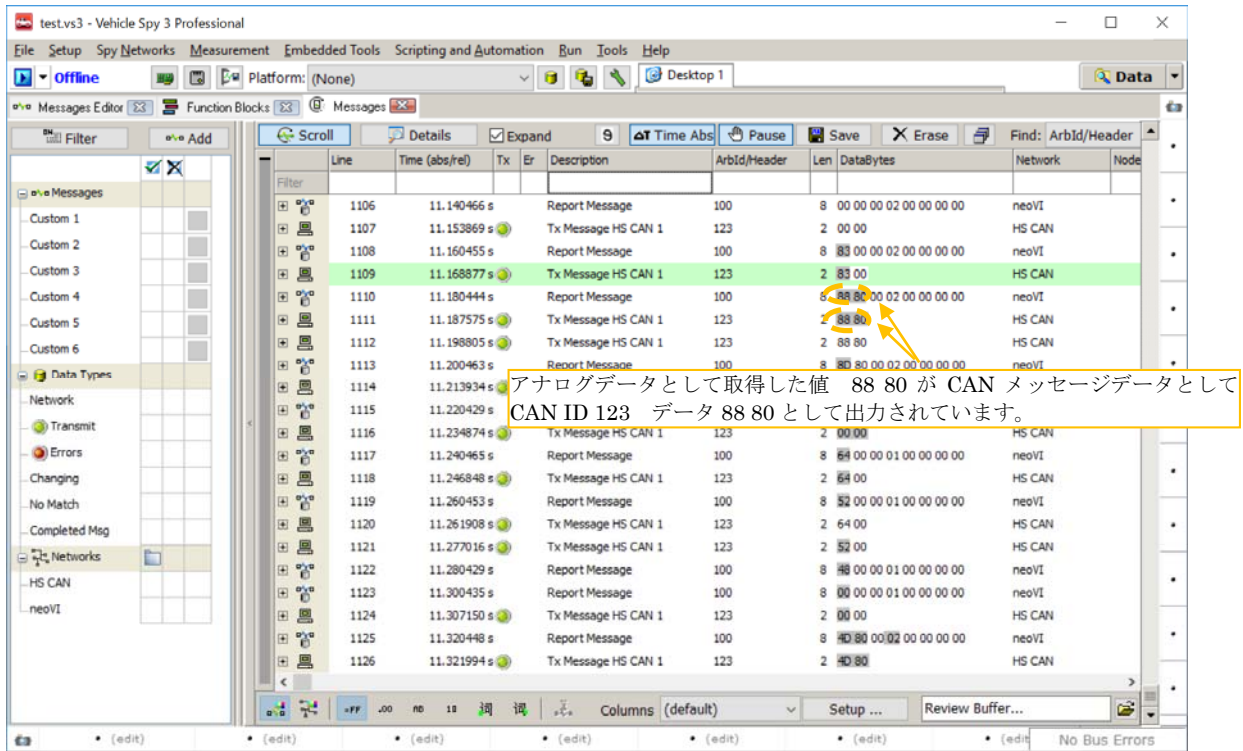 test.vs3 - Vehicle Spy 3 Professional
File Setup Spy Networks Measurement Embedded Tools Scripting and Automation Run Tools Help
Offline Platform: (None) Desktop 1 Data
Messages Editor Function Blocks Messages
Filter Add Scroll Details Expand 9 ΔT Time Abs Pause Save Erase Find: ArbId/Header
Line Time (abs/rel) Tx Er Description ArbId/Header Len DataBytes Network Node
Filter
Messages
Custom 1
Custom 2
Custom 3
Custom 4
Custom 5
Custom 6
Data Types
Network
Transmit
Errors
Changing
No Match
Completed Msg
Networks
HS CAN
neoVI
1106 11.140466 s Report Message 100 8 00 00 00 02 00 00 00 00 neoVI
1107 11.153869 s Tx Message HS CAN 1 123 2 00 00 HS CAN
1108 11.160455 s Report Message 100 8 83 00 00 02 00 00 00 00 neoVI
1109 11.168877 s Tx Message HS CAN 1 123 2 83 00 HS CAN
1110 11.180444 s Report Message 100 8 88 80 00 02 00 00 00 00 neoVI
1111 11.187575 s Tx Message HS CAN 1 123 2 88 80 HS CAN
1112 11.198805 s Tx Message HS CAN 1 123 2 88 80 HS CAN
1113 11.200463 s Report Message 100 8 8D 80 00 02 00 00 00 00 neoVI
アナログデータとして取得した値 88 80 が CAN メッセージデータとして
CAN ID 123 データ 88 80 として出力されています。
1114 11.213934 s
1115 11.220429 s
1116 11.234874 s Tx Message HS CAN 1 123 2 00 00 HS CAN
1117 11.240465 s Report Message 100 8 64 00 00 01 00 00 00 00 neoVI
1118 11.246848 s Tx Message HS CAN 1 123 2 64 00 HS CAN
1119 11.260453 s Report Message 100 8 52 00 00 01 00 00 00 00 neoVI
1120 11.261908 s Tx Message HS CAN 1 123 2 64 00 HS CAN
1121 11.277016 s Tx Message HS CAN 1 123 2 52 00 HS CAN
1122 11.280429 s Report Message 100 8 48 00 00 01 00 00 00 00 neoVI
1123 11.300435 s Report Message 100 8 00 00 00 01 00 00 00 00 neoVI
1124 11.307150 s Tx Message HS CAN 1 123 2 00 00 HS CAN
1125 11.320448 s Report Message 100 8 4D 80 00 02 00 00 00 00 neoVI
1126 11.321994 s Tx Message HS CAN 1 123 2 4D 80 HS CAN
=FF .00 Columns (default) Setup ... Review Buffer...
(edit) (edit) (edit) (edit) (edit) (edit) (edit No Bus Errors